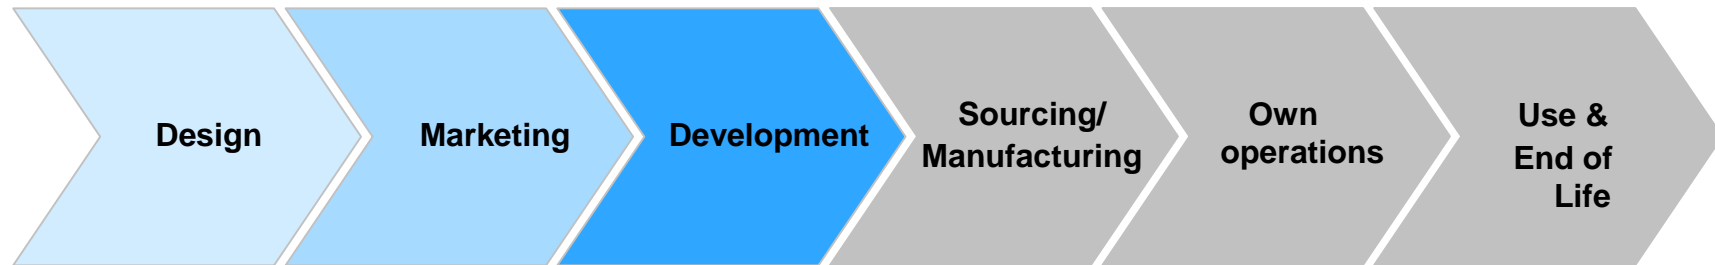 Design
Marketing
Development
Sourcing/
Manufacturing
Own
operations
Use &
End of
Life